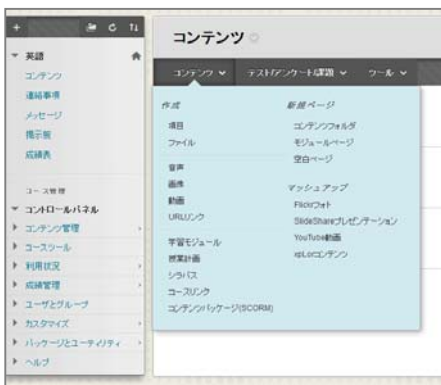 英語
コンテンツ
連絡事項
メッセージ
掲示板
成績表
コース管理
コントロールパネル
コンテンツ管理
コースツール
利用状況
成績管理
ユーザとグループ
カスタマイズ
パッケージとユーティリティ
ヘルプ
コンテンツ
コンテンツ テスト/アンケート/課題 ツール
作成
項目
ファイル
音声
画像
動画
URLリンク
学習モジュール
授業計画
シラバス
コースリンク
コンテンツパッケージ(SCORM)
新規ページ
コンテンツフォルダ
モジュールページ
空白ページ
マッシュアップ
Flickrフォト
SlideShareプレゼンテーション
YouTube動画
xpLorコンテンツ